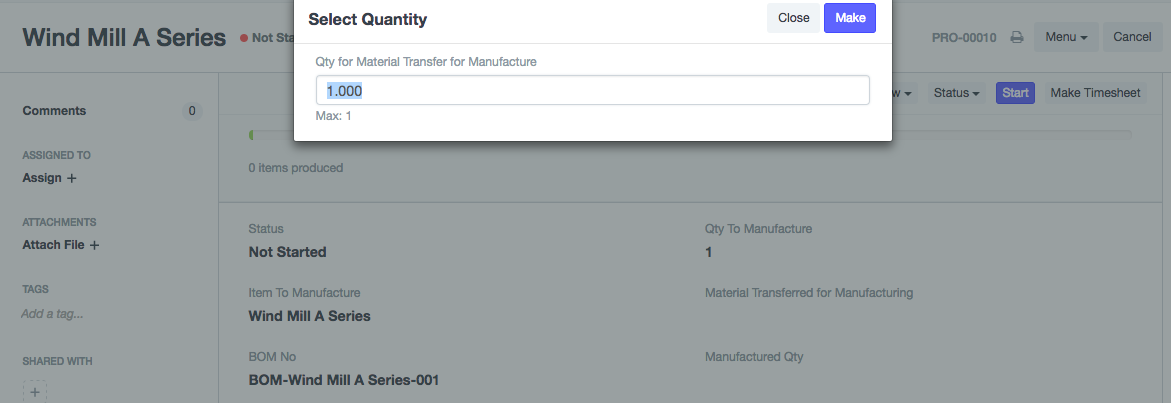 Select Quantity
Close
Make
Wind Mill A Series
Not Sta
PRO-00010
Menu
Cancel
Qty for Material Transfer for Manufacture
1.000
Max: 1
Comments
0
Status
Start
Make Timesheet
ASSIGNED TO
Assign +
0 items produced
ATTACHMENTS
Attach File +
Status
Not Started
Qty To Manufacture
1
TAGS
Add a tag...
Item To Manufacture
Wind Mill A Series
Material Transferred for Manufacturing
SHARED WITH
+
BOM No
BOM-Wind Mill A Series-001
Manufactured Qty